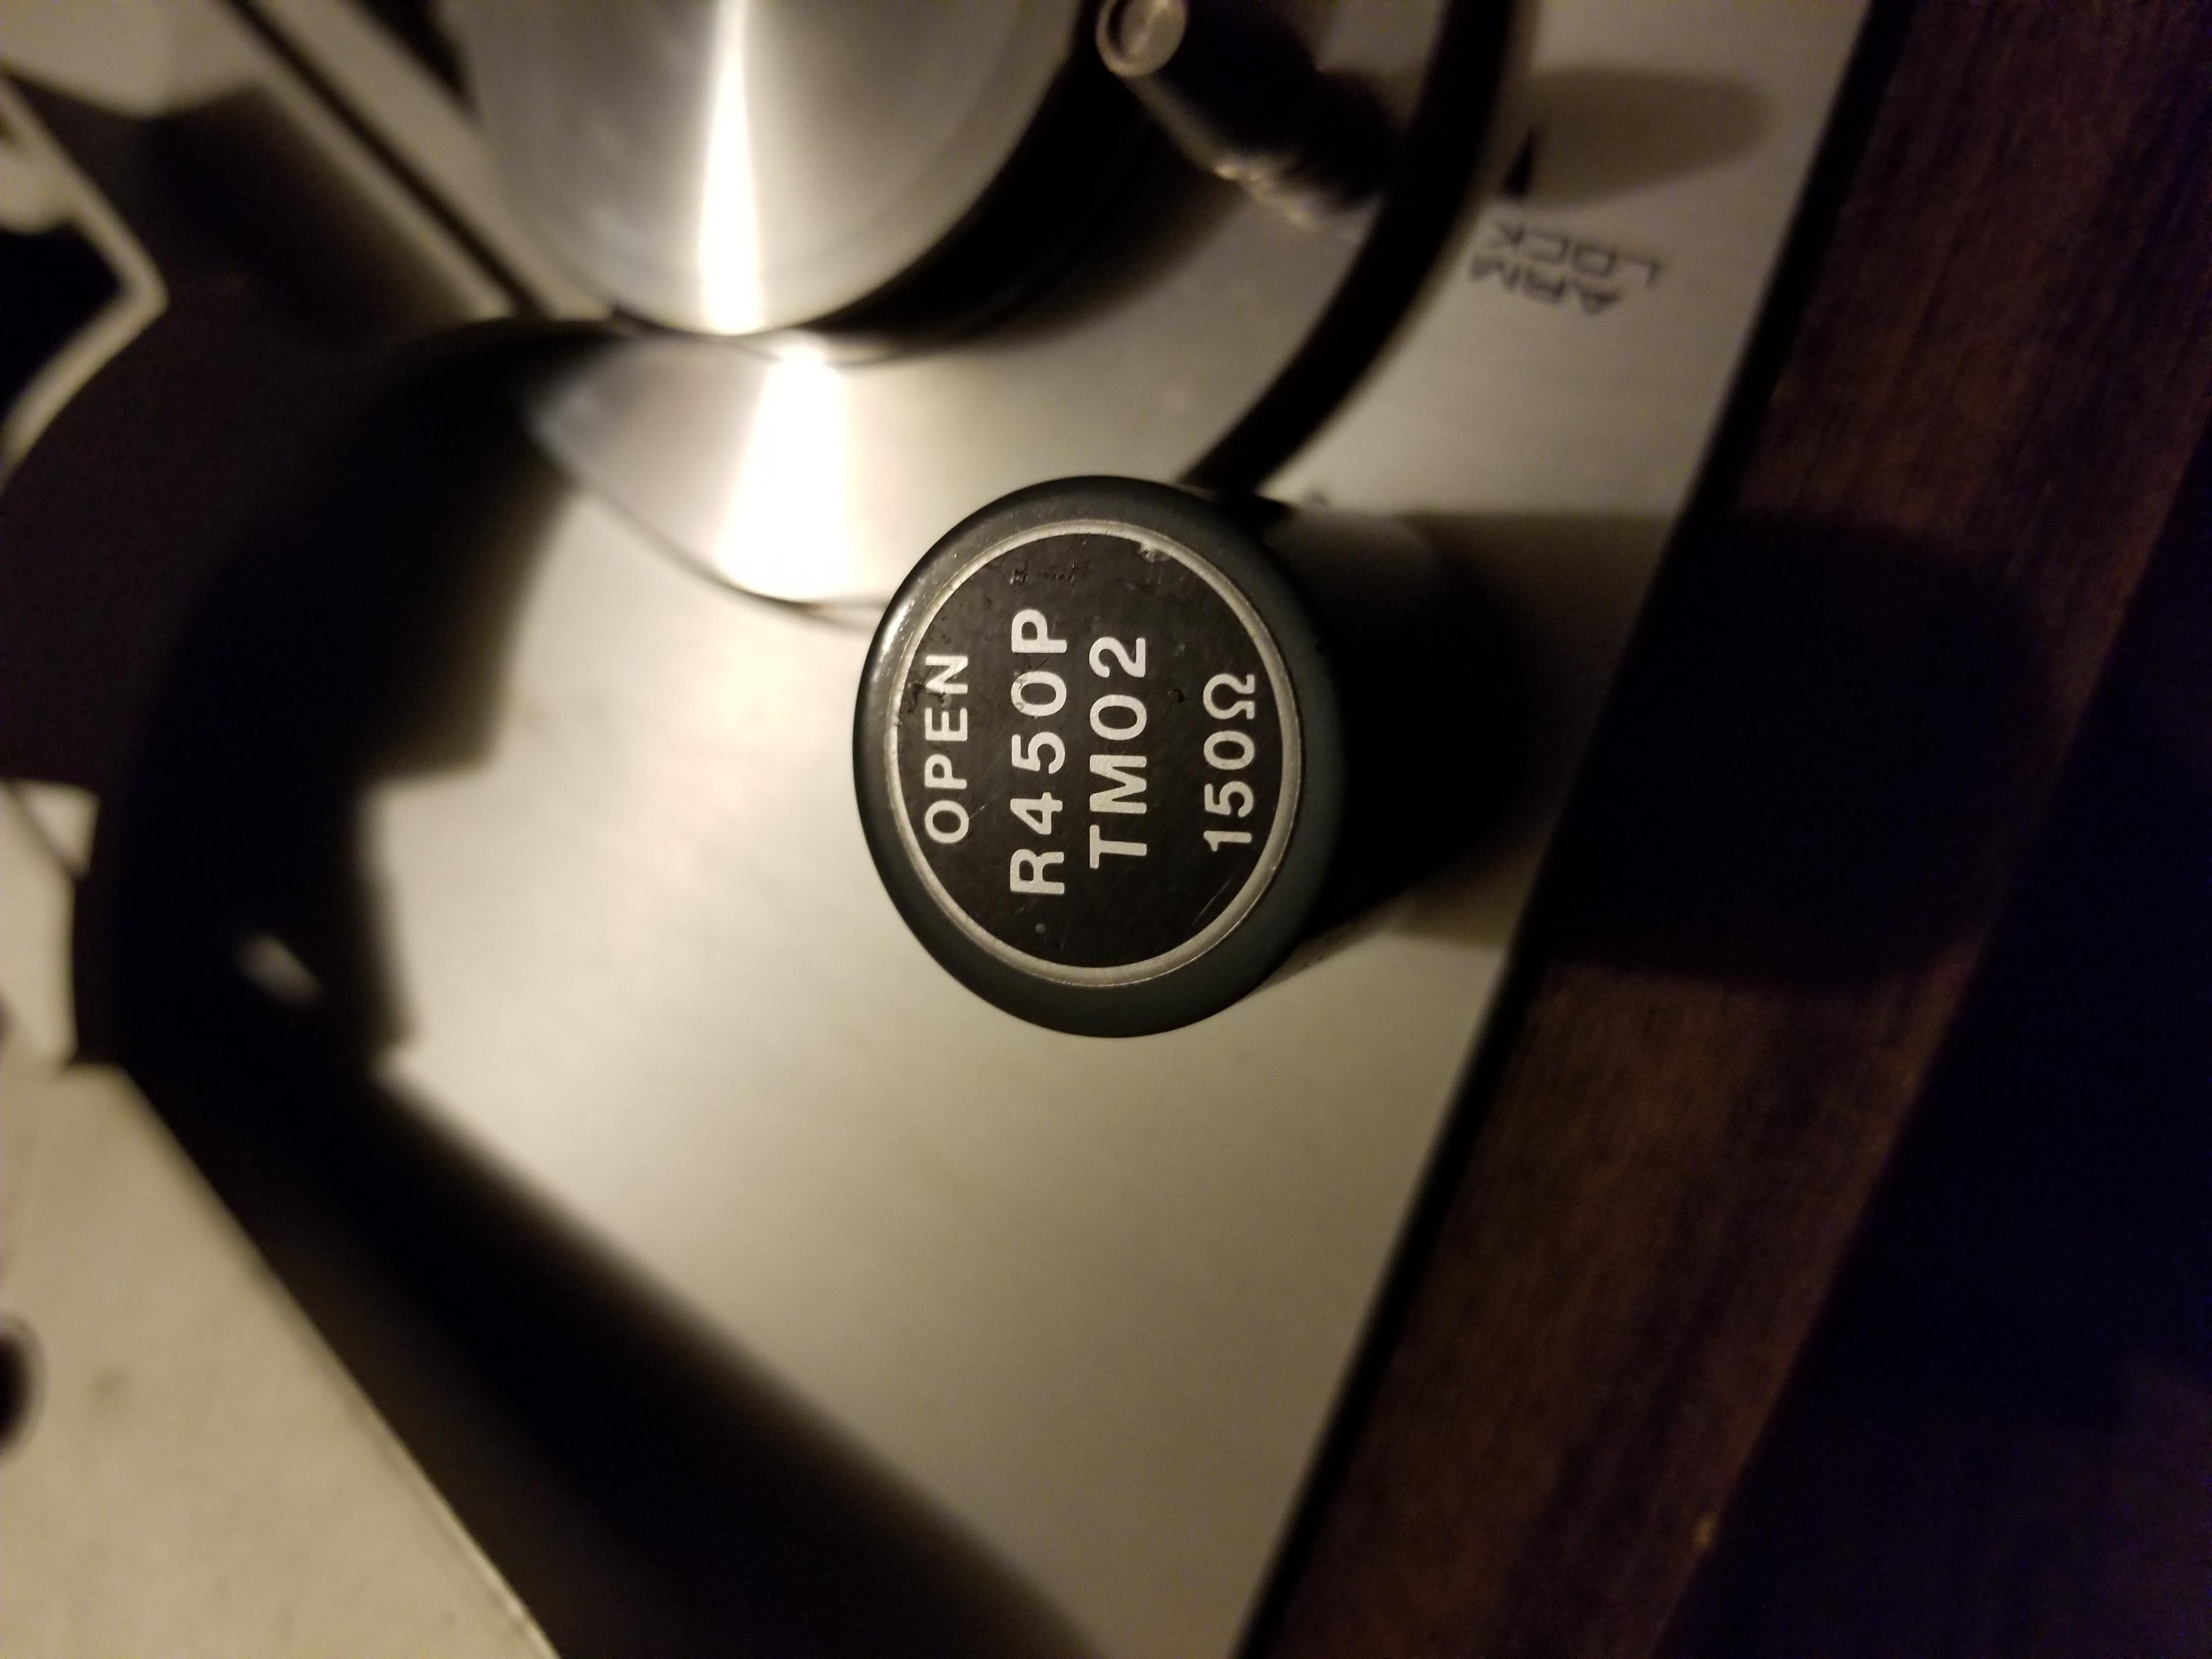 OPEN
R450P
TM02
150Ω
ARM
LOCK